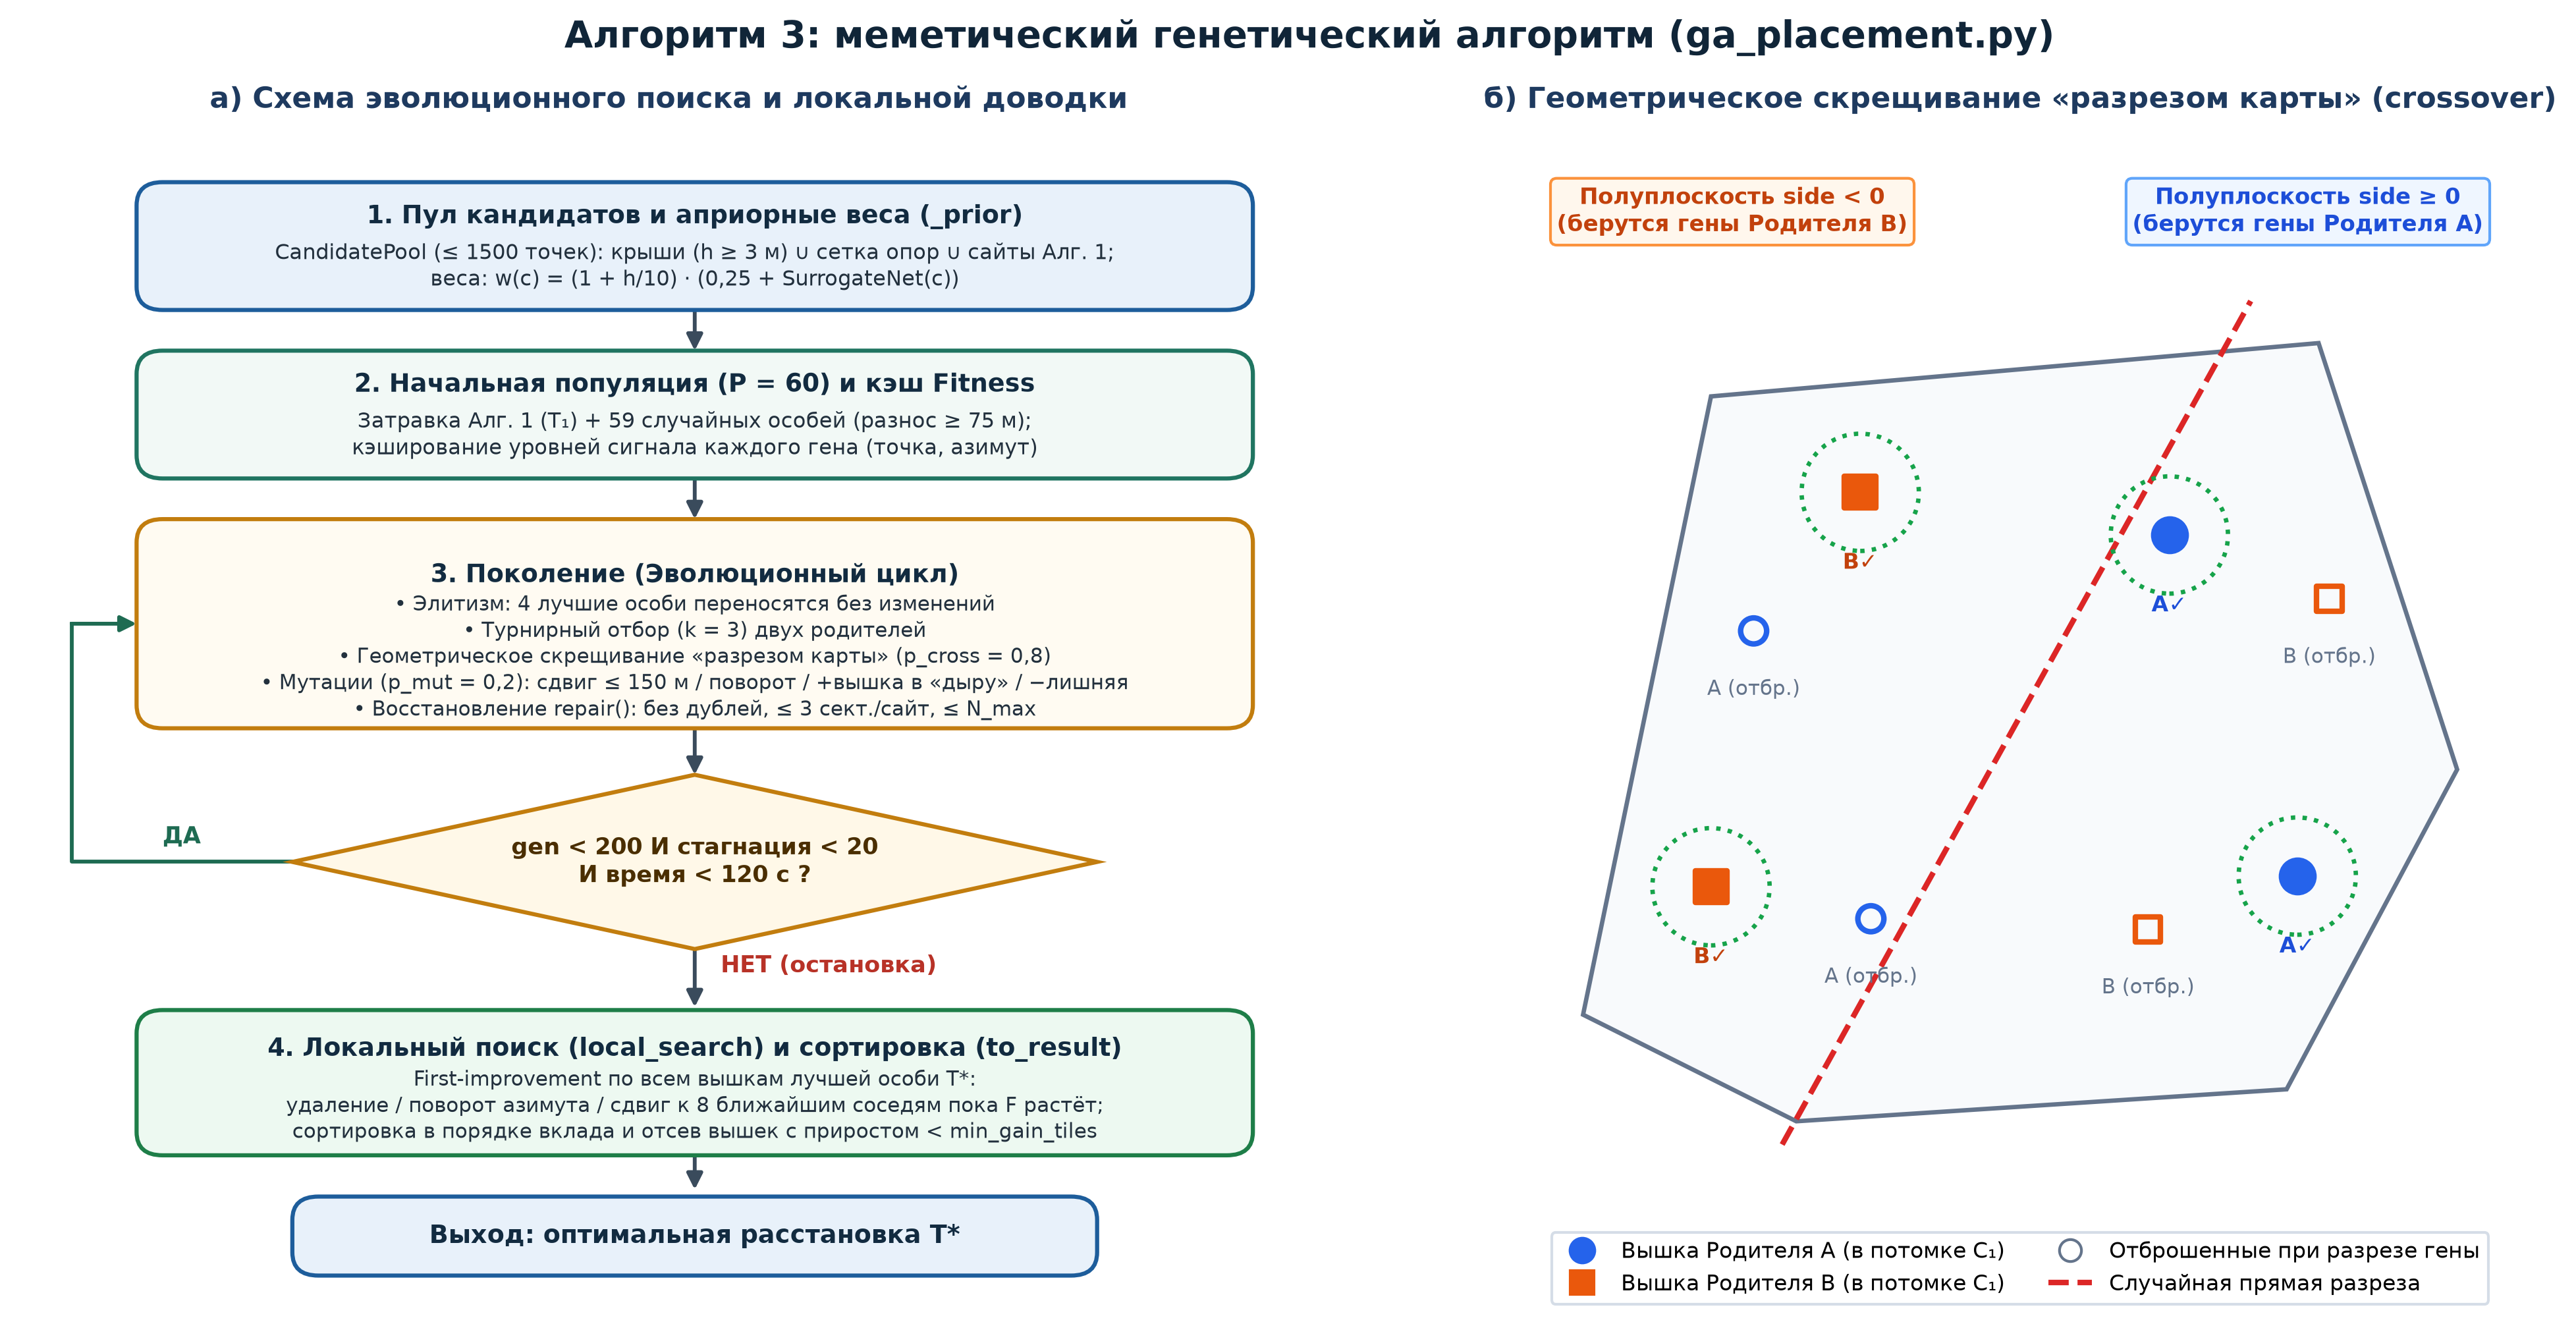 Алгоритм 3: меметический генетический алгоритм (ga_placement.py)
а) Схема эволюционного поиска и локальной доводки
1. Пул кандидатов и априорные веса (_prior)
CandidatePool (≤ 1500 точек): крыши (h ≥ 3 м) ∪ сетка опор ∪ сайты Алг. 1;
веса: w(c) = (1 + h/10) · (0,25 + SurrogateNet(c))
2. Начальная популяция (P = 60) и кэш Fitness
Затравка Алг. 1 (T₁) + 59 случайных особей (разнос ≥ 75 м);
кэширование уровней сигнала каждого гена (точка, азимут)
3. Поколение (Эволюционный цикл)
• Элитизм: 4 лучшие особи переносятся без изменений
• Турнирный отбор (k = 3) двух родителей
• Геометрическое скрещивание «разрезом карты» (p_cross = 0,8)
• Мутации (p_mut = 0,2): сдвиг ≤ 150 м / поворот / +вышка в «дыру» / −лишняя
• Восстановление repair(): без дублей, ≤ 3 сект./сайт, ≤ N_max
ДА
gen < 200 И стагнация < 20
И время < 120 с ?
НЕТ (остановка)
4. Локальный поиск (local_search) и сортировка (to_result)
First-improvement по всем вышкам лучшей особи T*:
удаление / поворот азимута / сдвиг к 8 ближайшим соседям пока F растёт;
сортировка в порядке вклада и отсев вышек с приростом < min_gain_tiles
Выход: оптимальная расстановка T*
б) Геометрическое скрещивание «разрезом карты» (crossover)
Полуплоскость side < 0
(берутся гены Родителя B)
Полуплоскость side ≥ 0
(берутся гены Родителя A)
B✓
A✓
B (отбр.)
A (отбр.)
B✓
A (отбр.)
B (отбр.)
A✓
Вышка Родителя A (в потомке C₁)
Вышка Родителя B (в потомке C₁)
Отброшенные при разрезе гены
Случайная прямая разреза